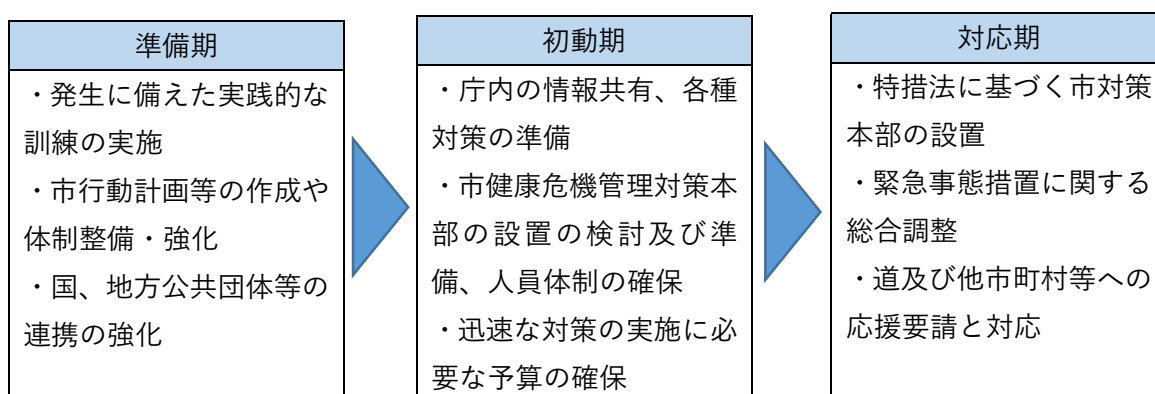 準備期
・発生に備えた実践的な
訓練の実施
・市行動計画等の作成や
体制整備・強化
・国、地方公共団体等の
連携の強化
初動期
・庁内の情報共有、各種
対策の準備
・市健康危機管理対策本
部の設置の検討及び準
備、人員体制の確保
・迅速な対策の実施に必
要な予算の確保
対応期
・特措法に基づく市対策
本部の設置
・緊急事態措置に関する
総合調整
・道及び他市町村等への
応援要請と対応